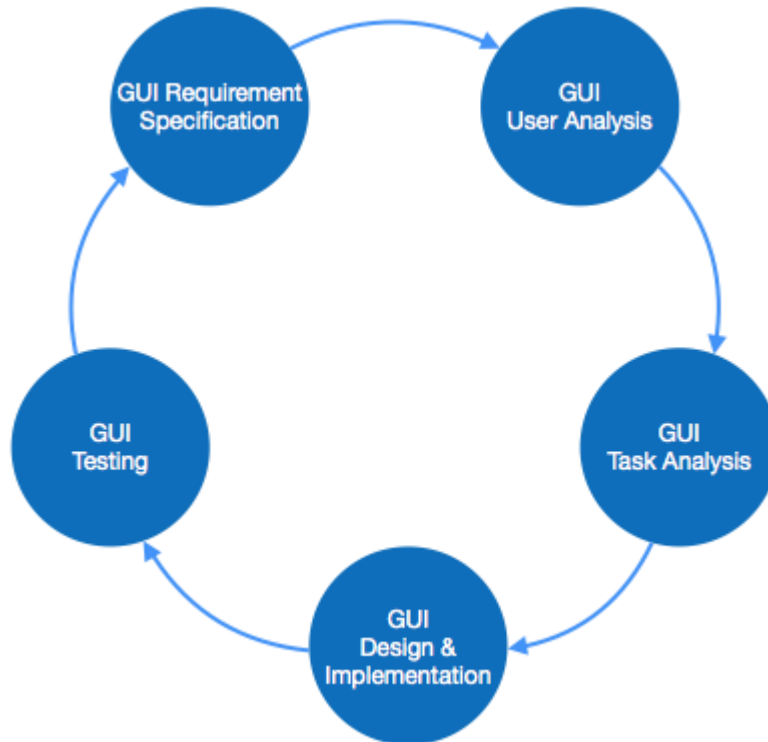 GUI Requirement
Specification
GUI
User Analysis
GUI
Task Analysis
GUI
Design &
Implementation
GUI
Testing